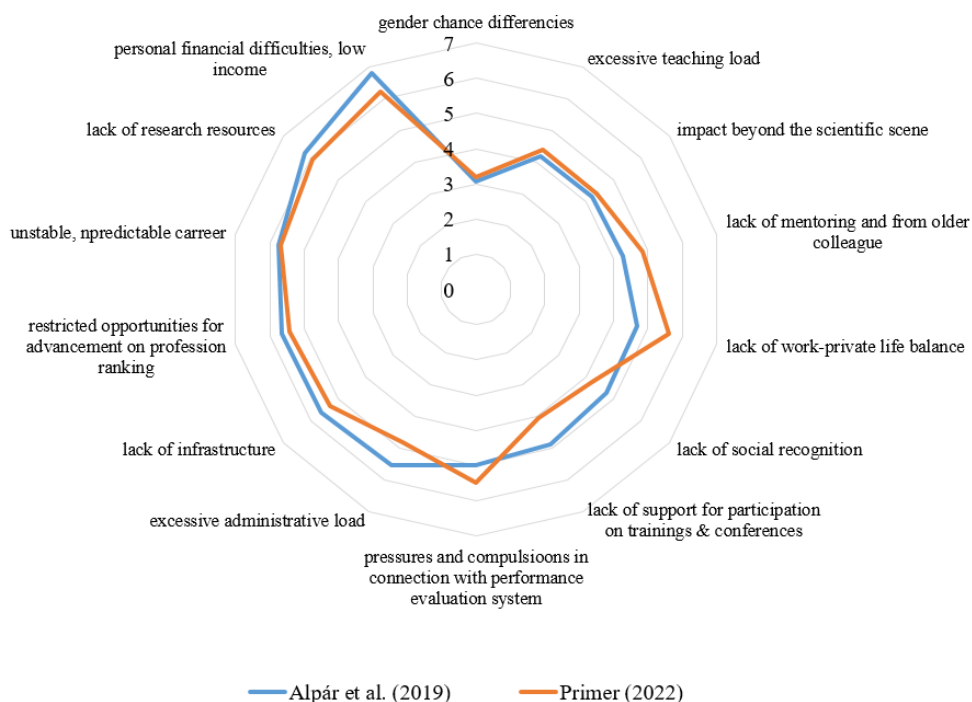 gender chance differencies
excessive teaching load
impact beyond the scientific scene
lack of mentoring and from older
colleague
lack of work-private life balance
lack of social recognition
lack of support for participation
on trainings & conferences
pressures and compulsioons in
connection with performance
evaluation system
excessive administrative load
lack of infrastructure
restricted opportunities for
advancement on profession
ranking
unstable, npredictable carreer
lack of research resources
personal financial difficulties, low
income
7
6
5
4
3
2
1
0
Alpár et al. (2019)
Primer (2022)